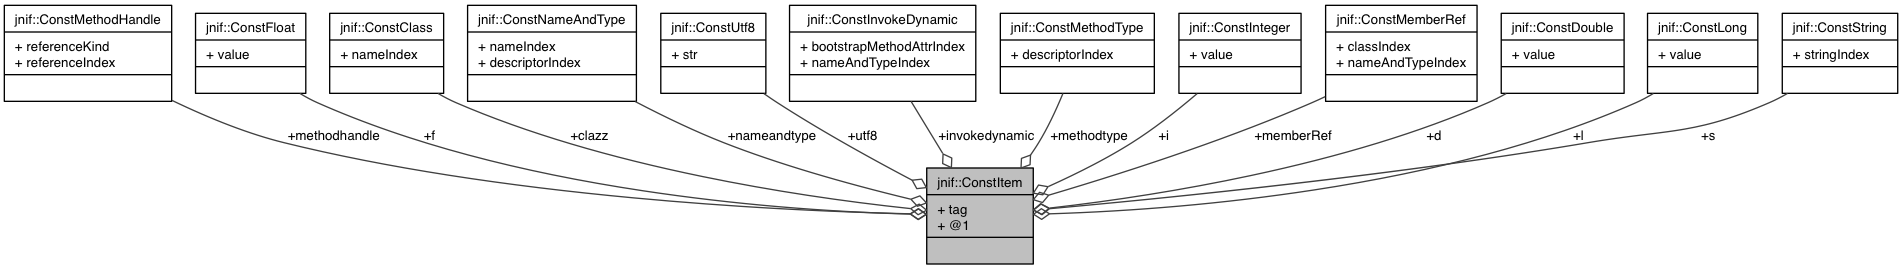 jnif::ConstMethodHandle
+ referenceKind
+ referenceIndex
jnif::ConstFloat
+ value
jnif::ConstClass
+ nameIndex
jnif::ConstNameAndType
+ nameIndex
+ descriptorIndex
jnif::ConstUtf8
+ str
jnif::ConstInvokeDynamic
+ bootstrapMethodAttrIndex
+ nameAndTypeIndex
jnif::ConstMethodType
+ descriptorIndex
jnif::ConstInteger
+ value
jnif::ConstMemberRef
+ classIndex
+ nameAndTypeIndex
jnif::ConstDouble
+ value
jnif::ConstLong
+ value
jnif::ConstString
+ stringIndex
+methodhandle
+f
+clazz
+nameandtype
+utf8
+invokedynamic
+methodtype
+i
+memberRef
+d
+l
+s
jnif::ConstItem
+ tag
+ @1